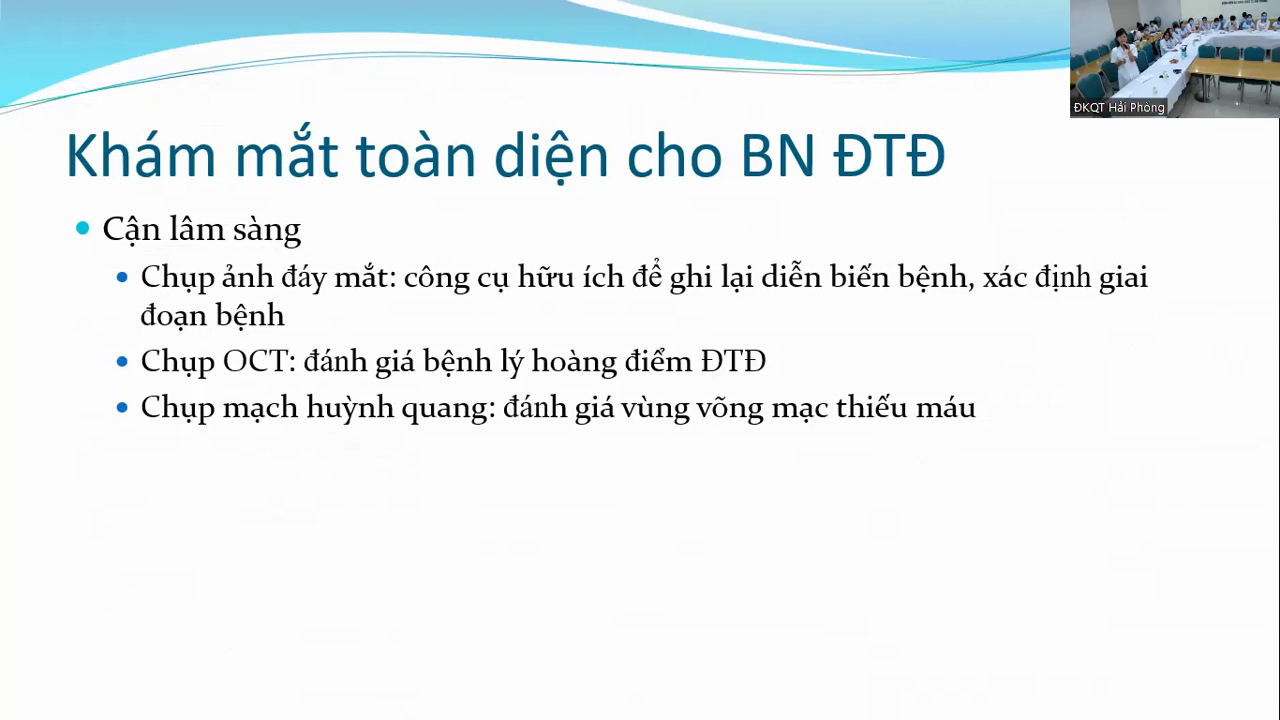 ĐKQT Hải Phòng
Khám mắt toàn diện cho BN ĐTĐ
Cận lâm sàng
Chụp ảnh đáy mắt: công cụ hữu ích để ghi lại diễn biến bệnh, xác định giai
đoạn bệnh
Chụp OCT: đánh giá bệnh lý hoàng điểm ĐTĐ
Chụp mạch huỳnh quang: đánh giá vùng võng mạc thiếu máu